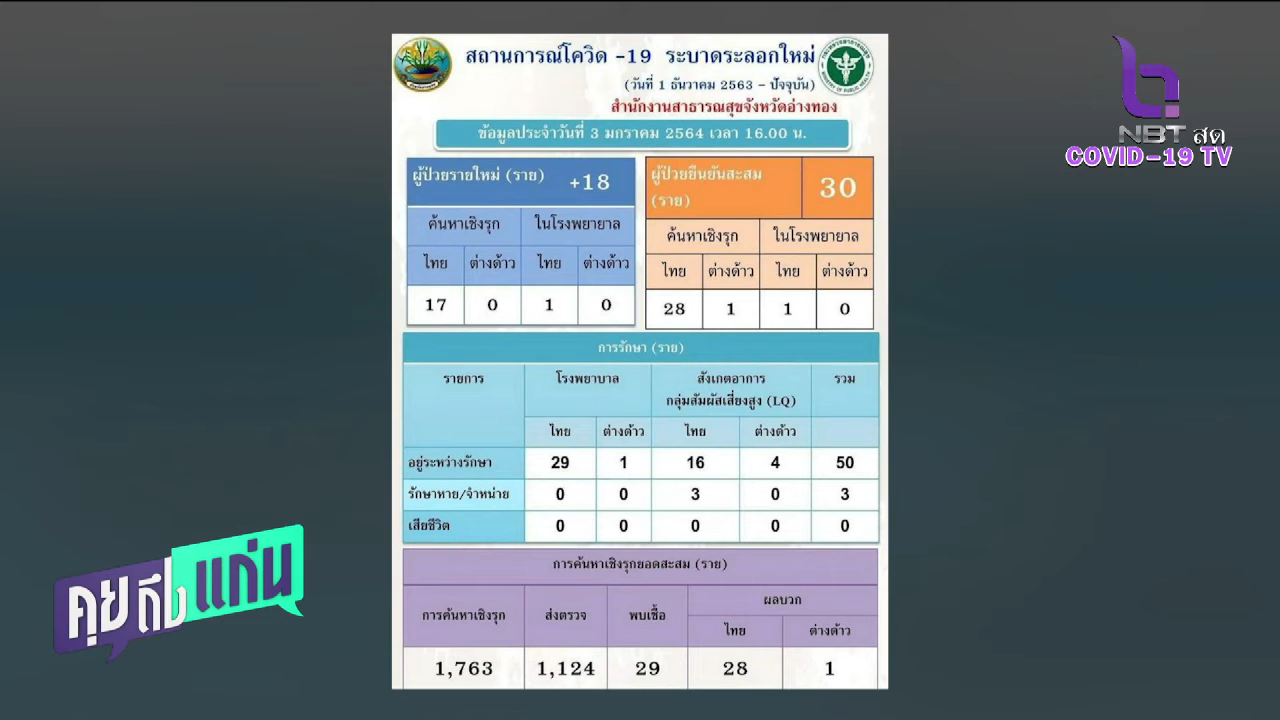 สถานการณ์โควิด -19 ระบาดระลอกใหม่
(วันที่ 1 ธันวาคม 2563 - ปัจจุบัน)
สำนักงานสาธารณสุขจังหวัดอ่างทอง
ข้อมูลประจำวันที่ 3 มกราคม 2564 เวลา 16.00 น.
NBT สด
COVID-19 TV
ผู้ป่วยรายใหม่ (ราย) +18
ค้นหาเชิงรุก ในโรงพยายาล
ไทย ต่างด้าว ไทย ต่างด้าว
17 0 1 0
ผู้ป่วยยืนยันสะสม
(ราย) 30
ค้นหาเชิงรุก ในโรงพยายาล
ไทย ต่างด้าว ไทย ต่างด้าว
28 1 1 0
การรักษา (ราย)
รายการ โรงพยาบาล สังเกตอาการ รวม
กลุ่มสัมผัสเสี่ยงสูง (LQ)
ไทย ต่างด้าว ไทย ต่างด้าว
อยู่ระหว่างรักษา 29 1 16 4 50
รักษาหาย/จำหน่าย 0 0 3 0 3
เสียชีวิต 0 0 0 0 0
การค้นหาเชิงรุกยอดสะสม (ราย)
การค้นหาเชิงรุก ส่งตรวจ พบเชื้อ ผลบวก
ไทย ต่างด้าว
1,763 1,124 29 28 1
คุยถึงแก่น